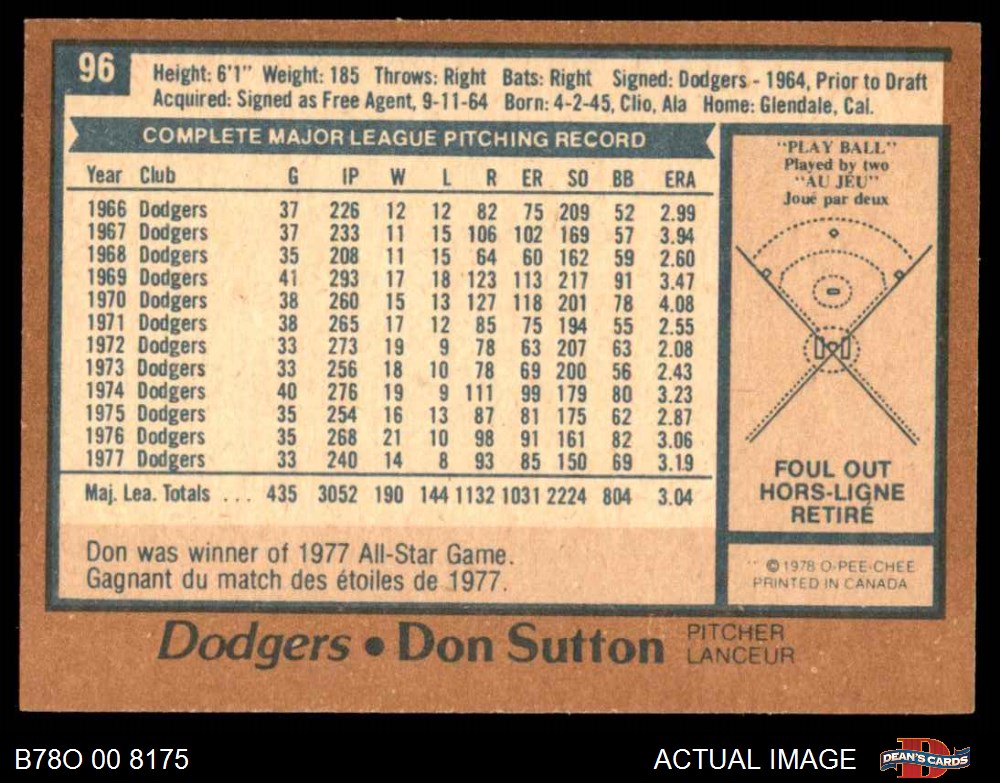 96
Height: 6'1" Weight: 185 Throws: Right Bats: Right Signed: Dodgers - 1964, Prior to Draft
Acquired: Signed as Free Agent, 9-11-64 Born: 4-2-45, Clio, Ala Home: Glendale, Cal.
COMPLETE MAJOR LEAGUE PITCHING RECORD
Year Club G IP W L R ER SO BB ERA
1966 Dodgers 37 226 12 12 82 75 209 52 2.99
1967 Dodgers 37 233 11 15 106 102 169 57 3.94
1968 Dodgers 35 208 11 15 64 60 162 59 2.60
1969 Dodgers 41 293 17 18 123 113 217 91 3.47
1970 Dodgers 38 260 15 13 127 118 201 78 4.08
1971 Dodgers 38 265 17 12 85 75 194 55 2.55
1972 Dodgers 33 273 19 9 78 63 207 63 2.08
1973 Dodgers 33 256 18 10 78 69 200 56 2.43
1974 Dodgers 40 276 19 9 111 99 179 80 3.23
1975 Dodgers 35 254 16 13 87 81 175 62 2.87
1976 Dodgers 35 268 21 10 98 91 161 82 3.06
1977 Dodgers 33 240 14 8 93 85 150 69 3.19
Maj. Lea. Totals ... 435 3052 190 144 1132 1031 2224 804 3.04
Don was winner of 1977 All-Star Game.
Gagnant du match des étoiles de 1977.
"PLAY BALL"
Played by two
"AU JEU"
Joué par deux
FOUL OUT
HORS-LIGNE
RETIRÉ
©1978 O-PEE-CHEE
PRINTED IN CANADA
Dodgers • Don Sutton PITCHER
LANCEUR
B78O 00 8175
ACTUAL IMAGE
D
DEAN'S CARDS